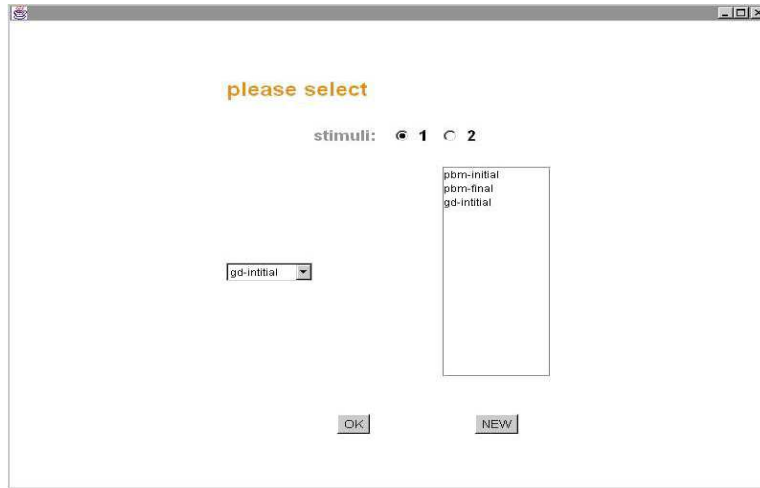 please select
stimuli: 1 2
pbm-initial
pbm-final
gd-intitial
gd-intitial
OK NEW